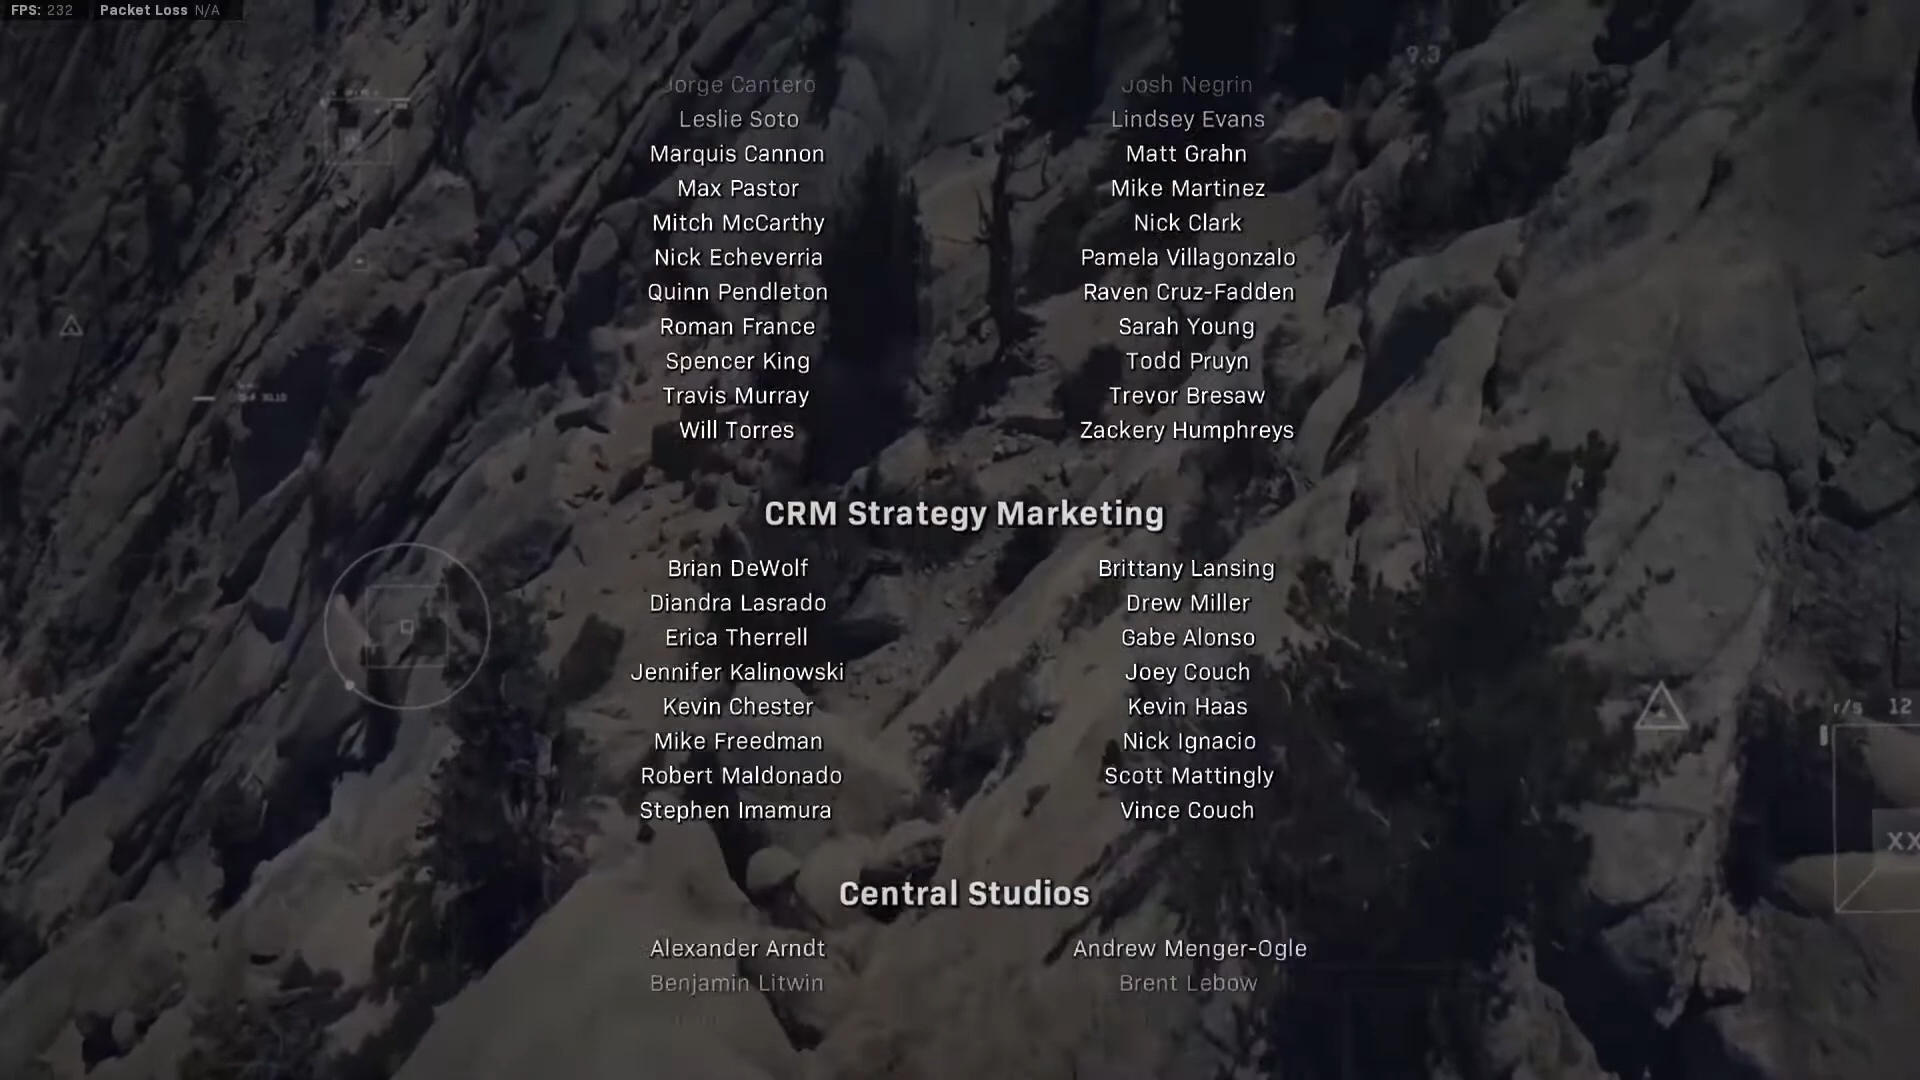 FPS: 232 Packet Loss N/A
9.3
Jorge Cantero Josh Negrin
Leslie Soto Lindsey Evans
Marquis Cannon Matt Grahn
Max Pastor Mike Martinez
Mitch McCarthy Nick Clark
Nick Echeverria Pamela Villagonzalo
Quinn Pendleton Raven Cruz-Fadden
Roman France Sarah Young
Spencer King Todd Pruyn
Travis Murray Trevor Bresaw
Will Torres Zackery Humphreys
CRM Strategy Marketing
Brian DeWolf Brittany Lansing
Diandra Lasrado Drew Miller
Erica Therrell Gabe Alonso
Jennifer Kalinowski Joey Couch
Kevin Chester Kevin Haas
r/s 12
Mike Freedman Nick Ignacio
Robert Maldonado Scott Mattingly
Stephen Imamura Vince Couch
XX
Central Studios
Alexander Arndt Andrew Menger-Ogle
Benjamin Litwin Brent Lebow